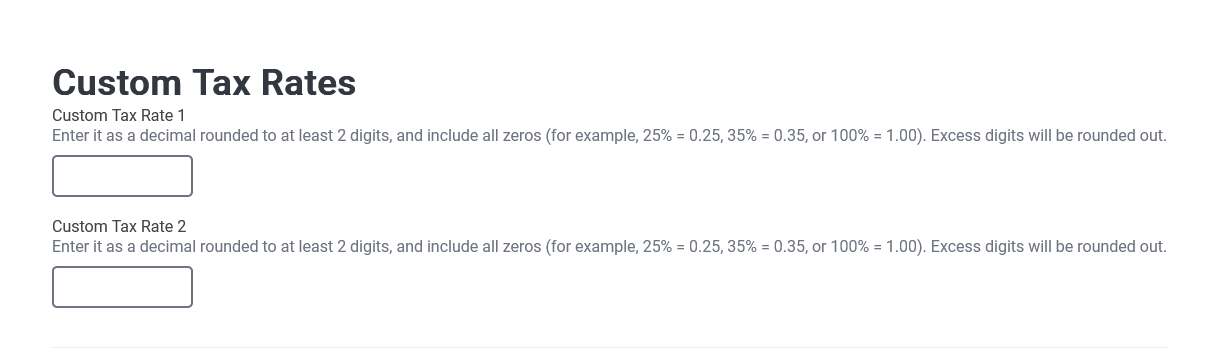 Custom Tax Rates
Custom Tax Rate 1
Enter it as a decimal rounded to at least 2 digits, and include all zeros (for example, 25% = 0.25, 35% = 0.35, or 100% = 1.00). Excess digits will be rounded out.
Custom Tax Rate 2
Enter it as a decimal rounded to at least 2 digits, and include all zeros (for example, 25% = 0.25, 35% = 0.35, or 100% = 1.00). Excess digits will be rounded out.